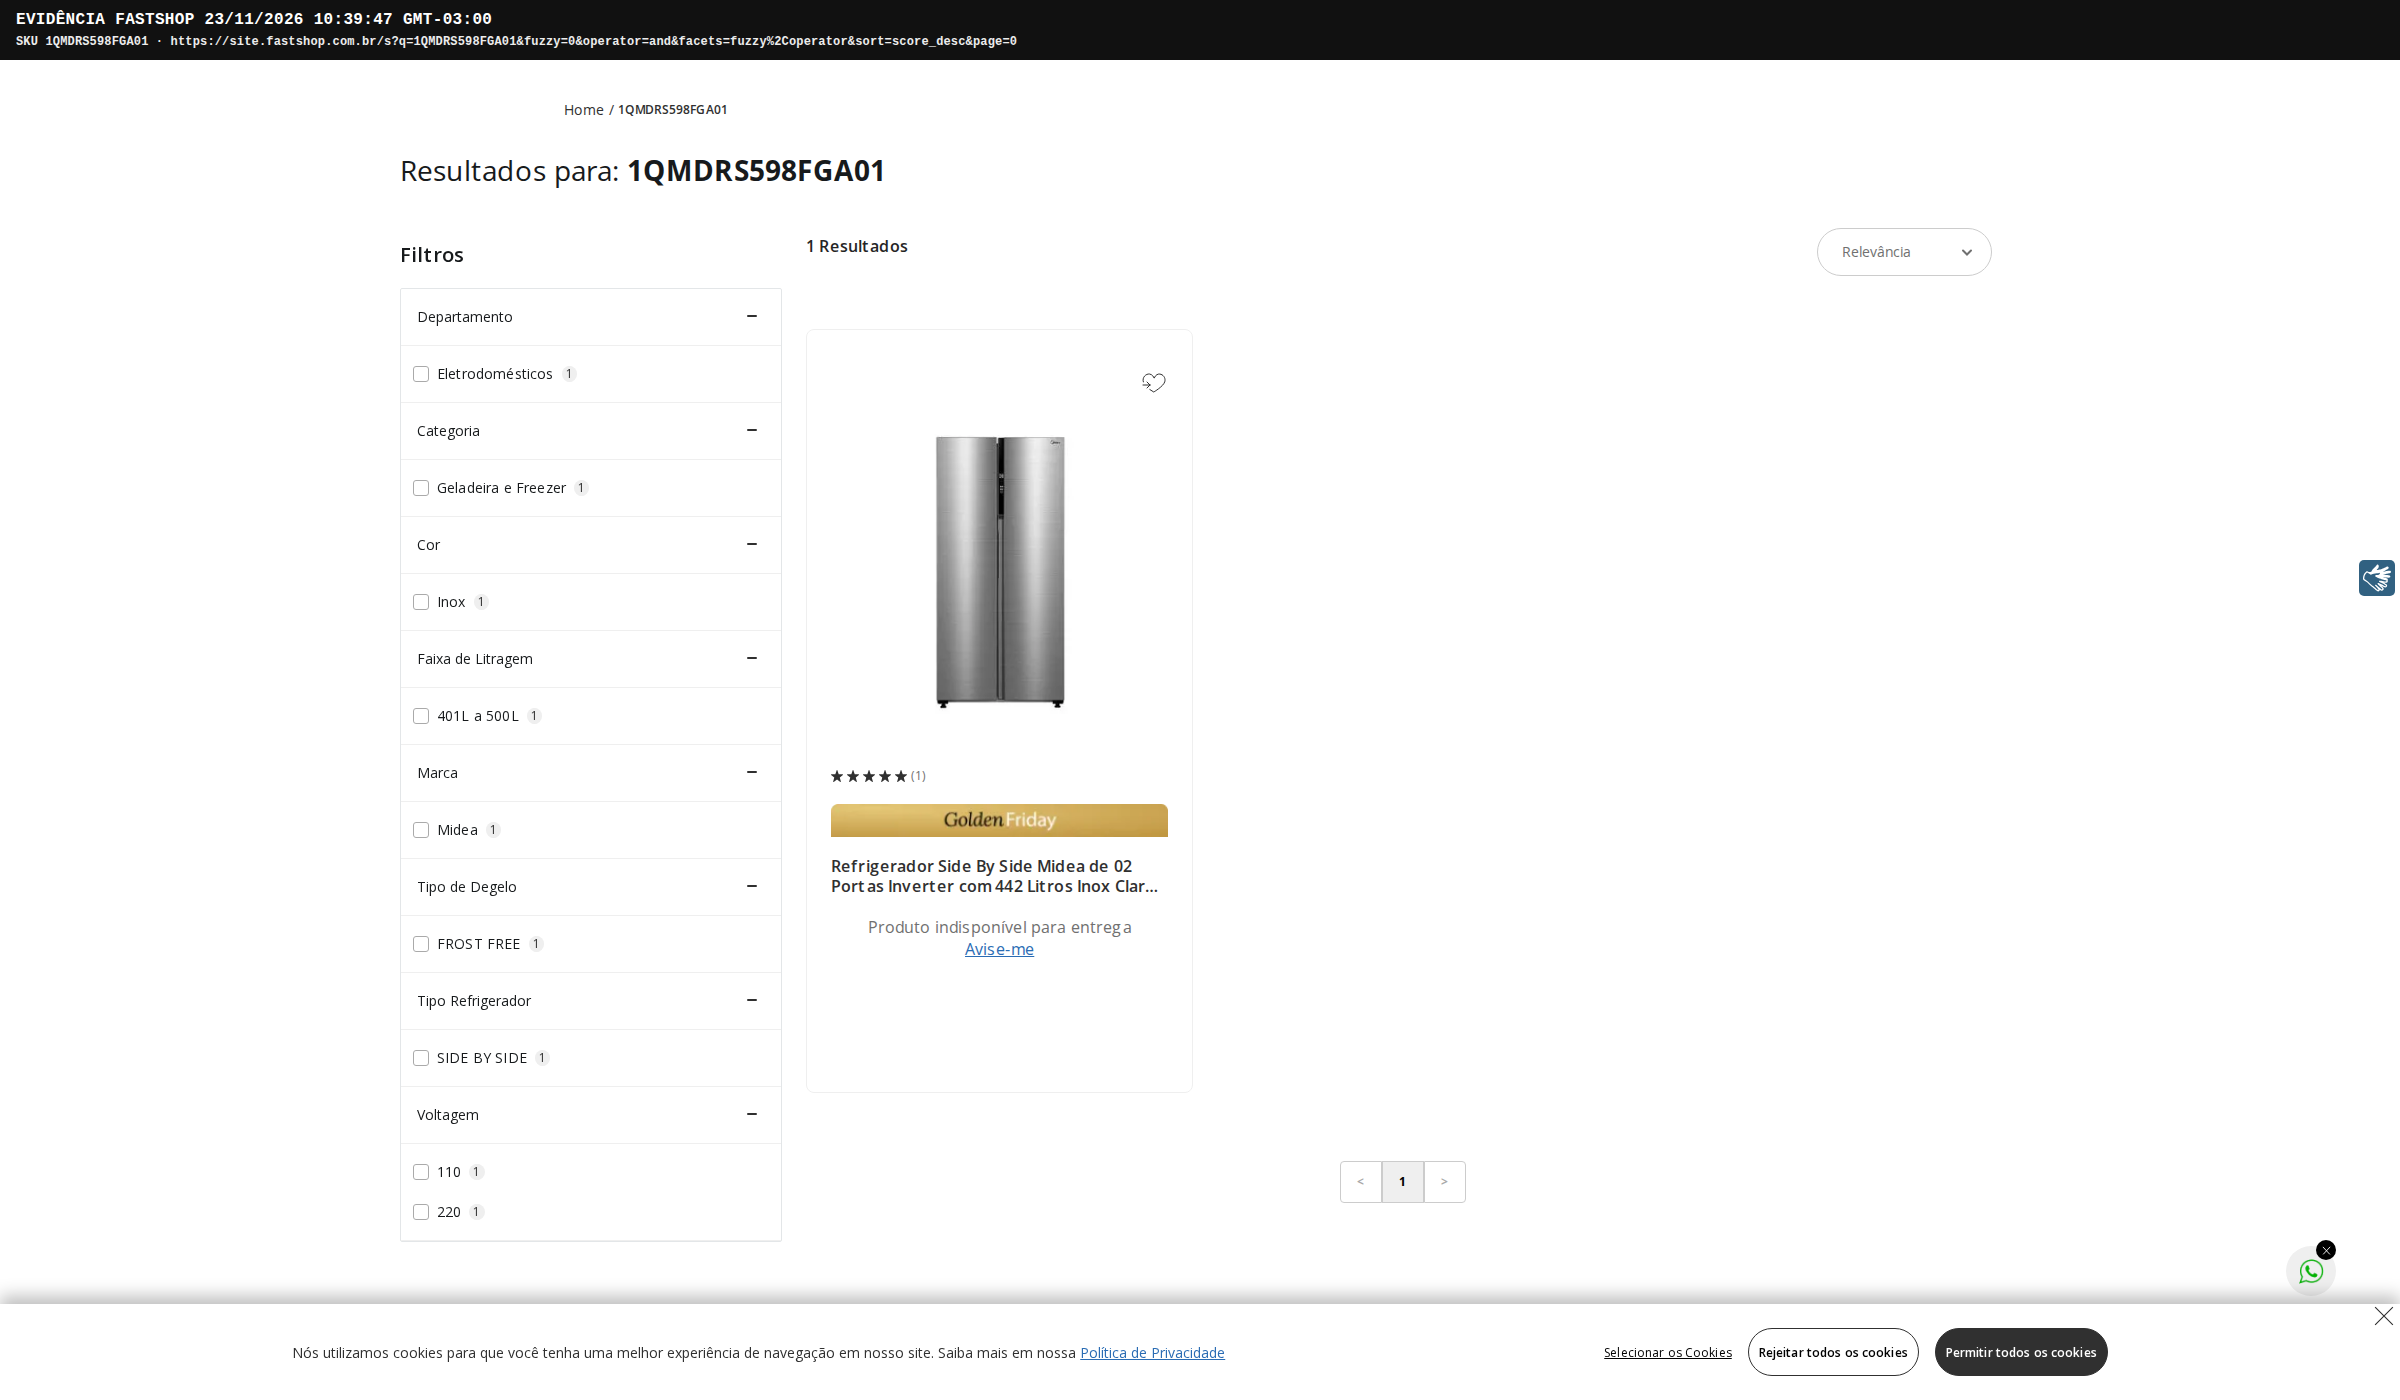 EVIDÊNCIA FASTSHOP 23/11/2026 10:39:47 GMT-03:00
SKU 1QMDRS598FGA01 · https://site.fastshop.com.br/s?q=1QMDRS598FGA01&fuzzy=0&operator=and&facets=fuzzy%2Coperator&sort=score_desc&page=0
Home / 1QMDRS598FGA01
Resultados para: 1QMDRS598FGA01
Filtros
1 Resultados
Relevância
Departamento
Eletrodomésticos 1
Categoria
Geladeira e Freezer 1
Cor
Inox 1
Faixa de Litragem
401L a 500L 1
Marca
Midea 1
Tipo de Degelo
FROST FREE 1
Tipo Refrigerador
SIDE BY SIDE 1
Voltagem
110 1
220 1
(1)
Golden Friday
Refrigerador Side By Side Midea de 02
Portas Inverter com 442 Litros Inox Clar...
Produto indisponível para entrega
Avise-me
< 1 >
Nós utilizamos cookies para que você tenha uma melhor experiência de navegação em nosso site. Saiba mais em nossa Política de Privacidade
Selecionar os Cookies
Rejeitar todos os cookies
Permitir todos os cookies